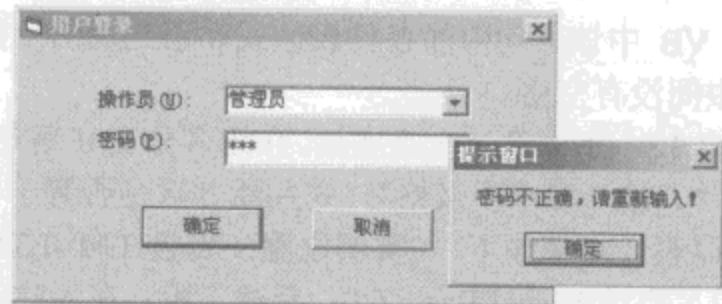 用户登录
操作员(U): 管理员
密码(P): ***
确定 取消
提示窗口
密码不正确，请重新输入!
确定